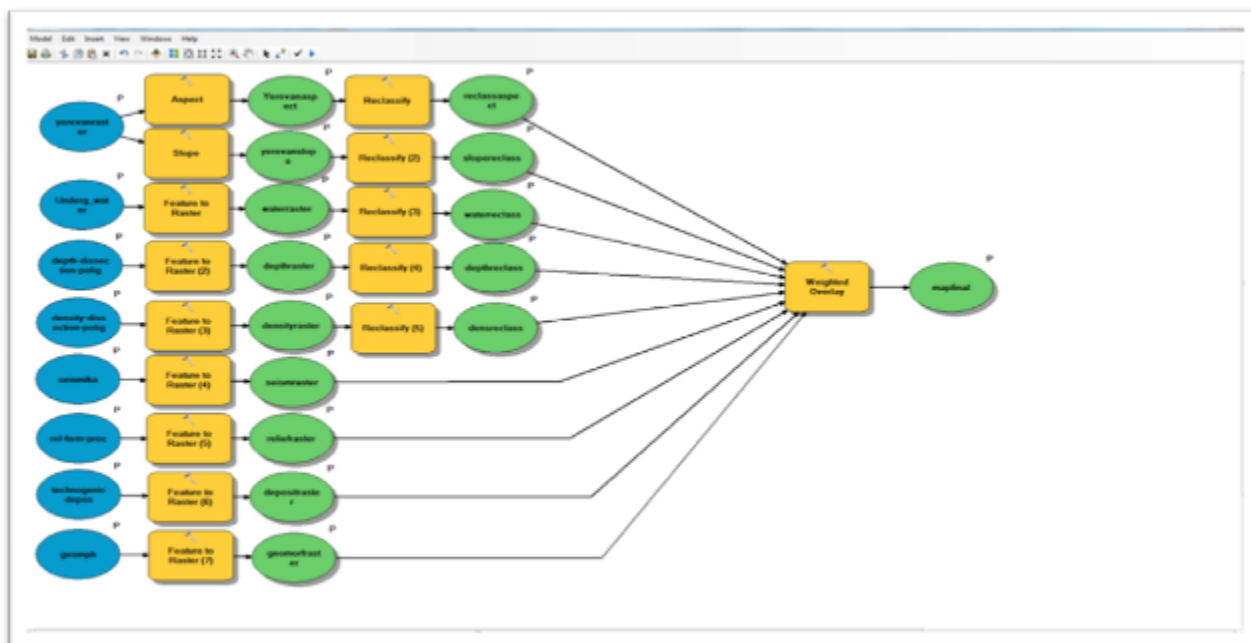 Model Edit Insert View Windows Help
P
P
P
yerevanrast
er
Aspect
Yerevanasp
ect
Reclassify
reclassaspe
ct
P
P
P
Slope
yerevanslop
e
Reclassify (2)
slopereclass
P
P
P
Underg_wat
er
Feature to
Raster
waterraster
Reclassify (3)
waterreclass
P
P
P
depth-dissec
tion-polig
Feature to
Raster (2)
depthraster
Reclassify (4)
depthreclass
P
P
P
density-diss
ection-polig
Feature to
Raster (3)
densityraster
Reclassify (5)
densreclass
P
Weighted
Overlay
mapfinal
P
P
Feature to
Raster (4)
seismraster
P
P
rel-form-proc
Feature to
Raster (5)
reliefraster
P
P
technogenic
depos
Feature to
Raster (6)
depositraste
r
P
P
geomph
Feature to
Raster (7)
geomorfrast
er